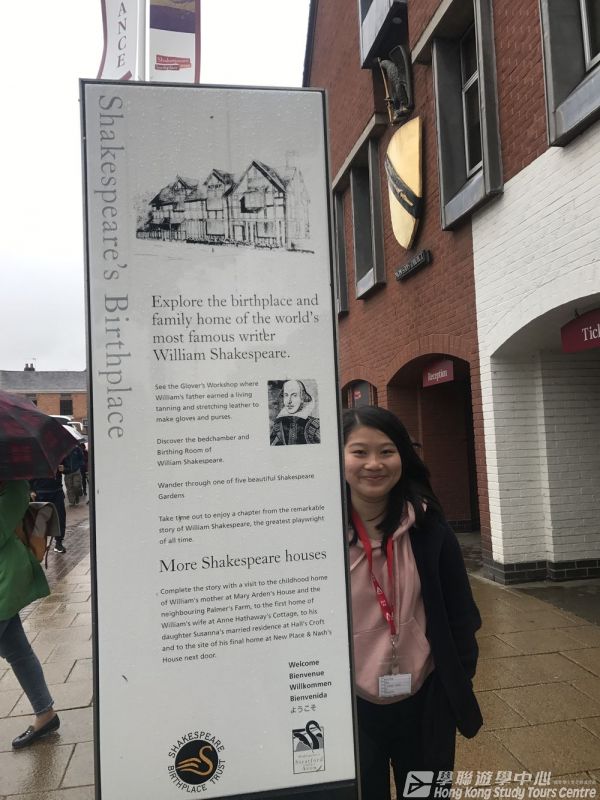 ANCE
Shakespeare's Birthplace
Explore the birthplace and
family home of the world's
most famous writer
William Shakespeare.
See the Glover's Workshop where
William's father earned a living
tanning and stretching leather to
make gloves and purses.
Discover the bedchamber and
Birthing Room of
William Shakespeare.
Wander through one of five beautiful Shakespeare
Gardens
Take time out to enjoy a chapter from the remarkable
story of William Shakespeare, the greatest playwright
of all time.
More Shakespeare houses
Complete the story with a visit to the childhood home
of William's mother at Mary Arden's House and the
neighbouring Palmer's Farm, to the first home of
William's wife at Anne Hathaway's Cottage, to his
daughter Susanna's married residence at Hall's Croft
and to the site of his final home at New Place & Nash's
House next door.
Welcome
Bienvenue
Willkommen
Bienvenida
ようこそ
SHAKESPEARE
BIRTHPLACE TRUST
Stratford
Avon
Reception
Tick
學聯遊學中心
Hong Kong Study Tours Centre